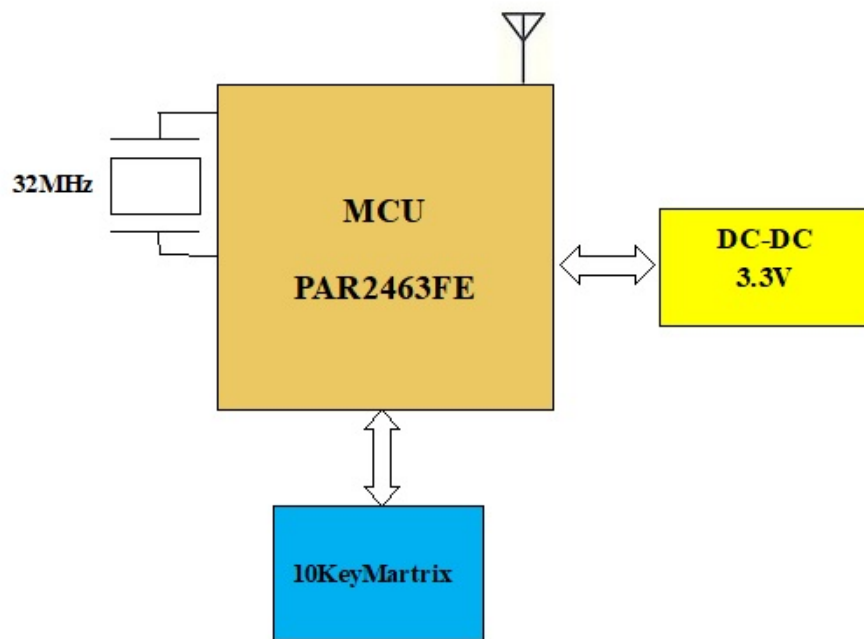 32MHz
MCU
PAR2463FE
DC-DC
3.3V
10KeyMartrix